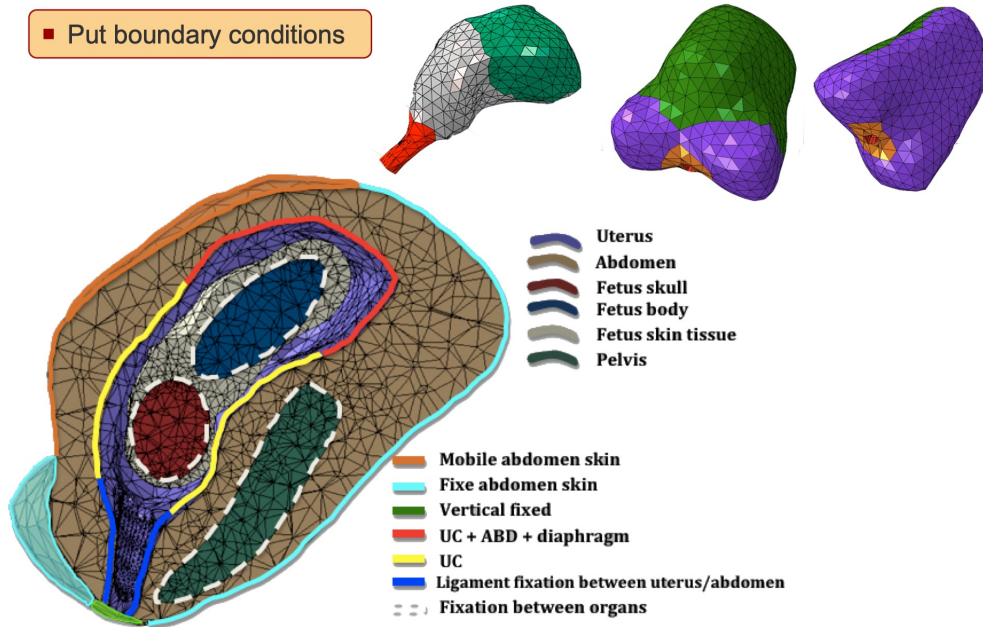 ▪ Put boundary conditions
Uterus
Abdomen
Fetus skull
Fetus body
Fetus skin tissue
Pelvis
Mobile abdomen skin
Fixe abdomen skin
Vertical fixed
UC + ABD + diaphragm
UC
Ligament fixation between uterus/abdomen
Fixation between organs